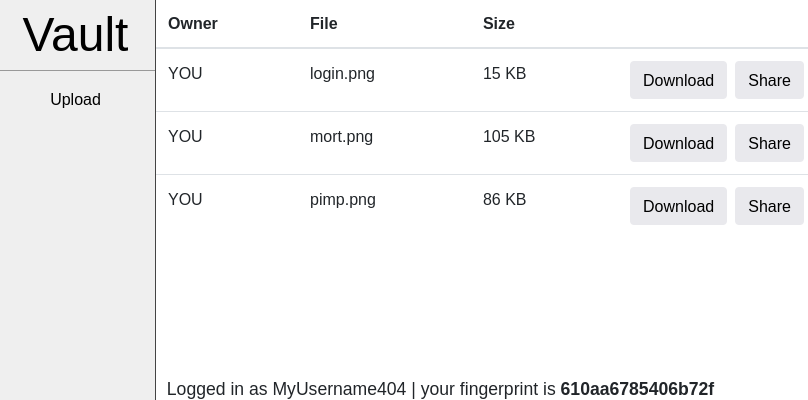 Vault
Upload
Owner File Size
YOU login.png 15 KB Download Share
YOU mort.png 105 KB Download Share
YOU pimp.png 86 KB Download Share
Logged in as MyUsername404 | your fingerprint is 610aa6785406b72f